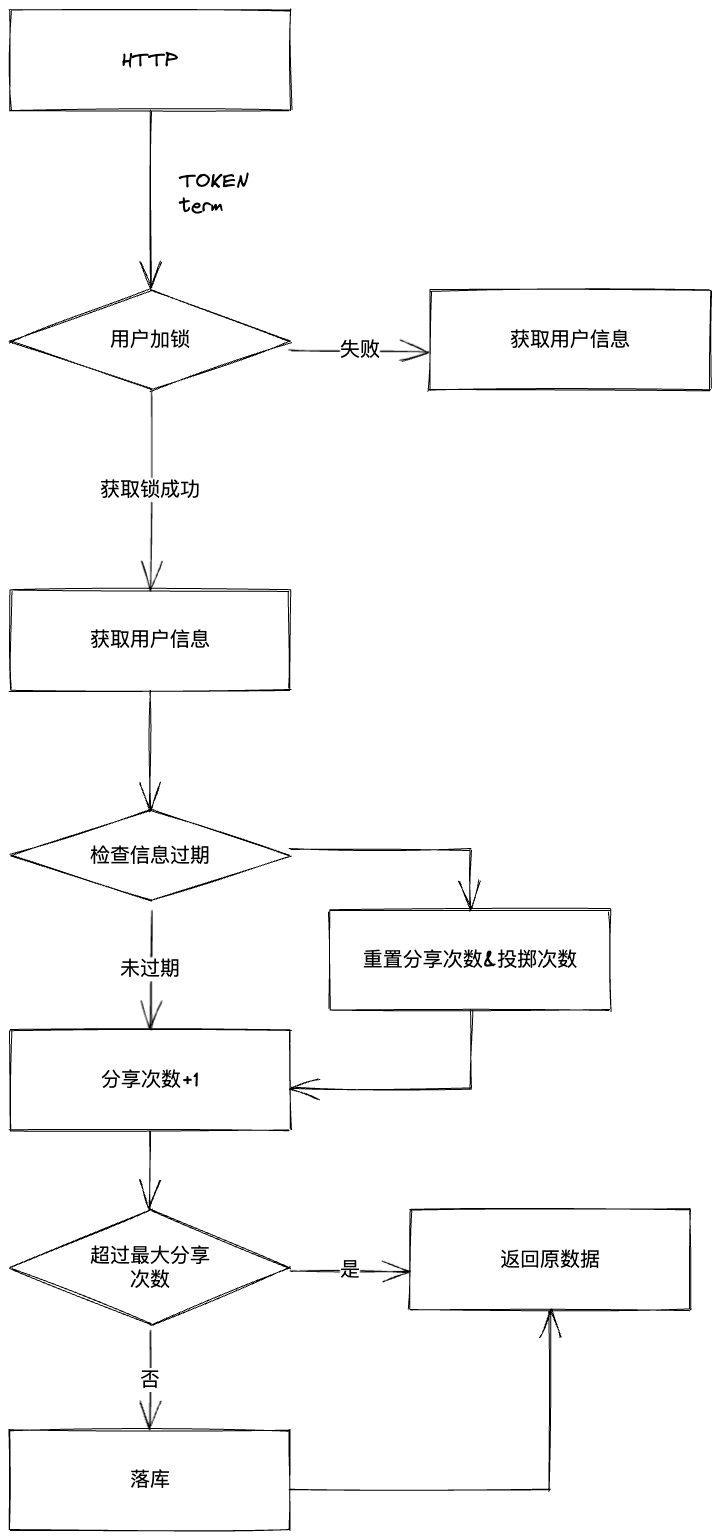 HTTP
TOKEN
term
用户加锁
失败
获取用户信息
获取锁成功
获取用户信息
检查信息过期
重置分享次数&投掷次数
未过期
分享次数+1
超过最大分享
次数
是
返回原数据
否
落库